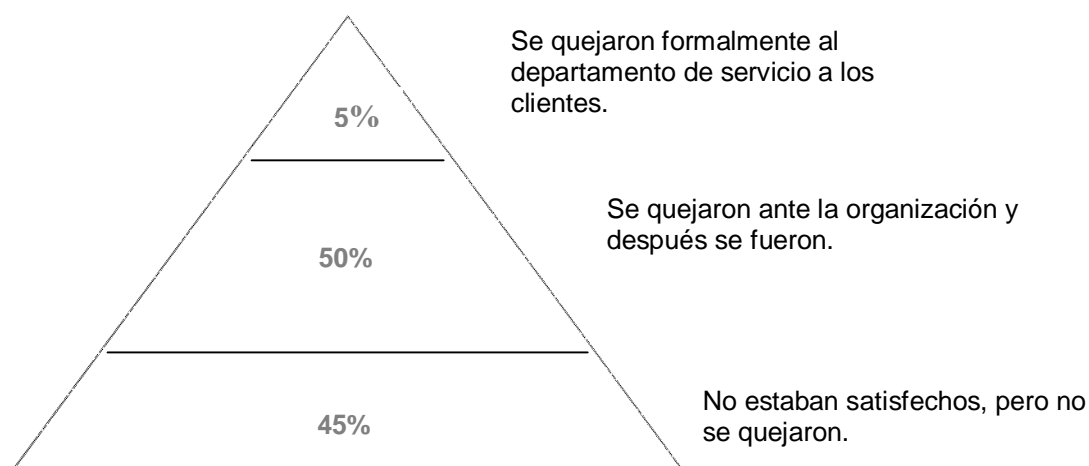 Se quejaron formalmente al
departamento de servicio a los
clientes.
5%
Se quejaron ante la organización y
después se fueron.
50%
No estaban satisfechos, pero no
se quejaron.
45%